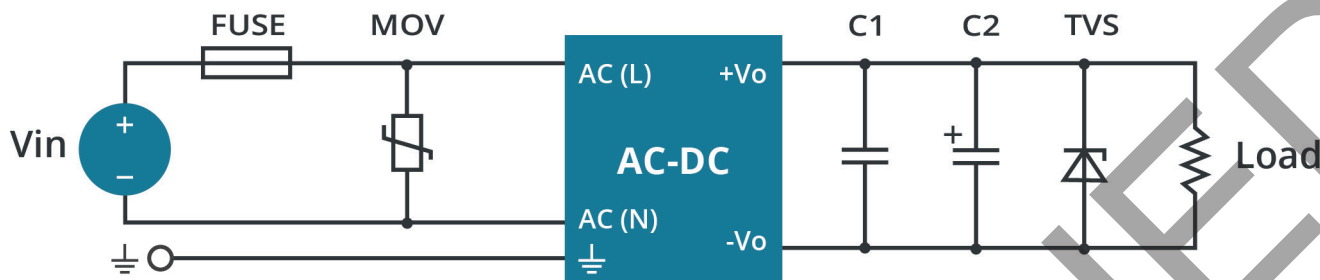 FUSE MOV C1 C2 TVS
AC (L) +Vo
+
Vin
AC-DC
+
Load
−
AC (N)
-Vo